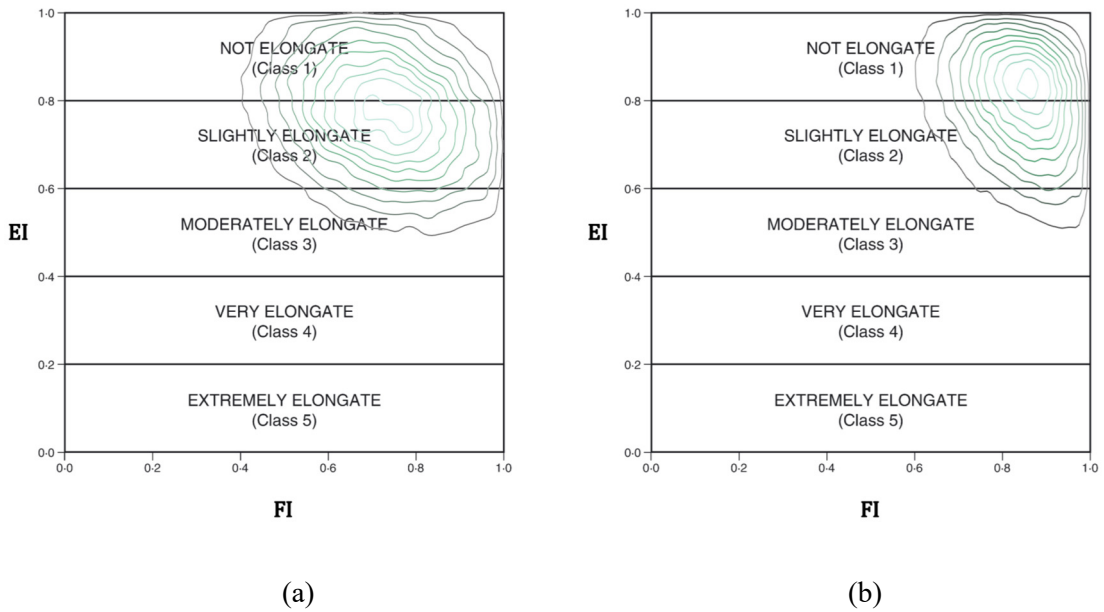 1·0
NOT ELONGATE
(Class 1)
0·8
SLIGHTLY ELONGATE
(Class 2)
0·6
MODERATELY ELONGATE
(Class 3)
EI
0·4
VERY ELONGATE
(Class 4)
0·2
EXTREMELY ELONGATE
(Class 5)
0·0
0·0 0·2 0·4 0·6 0·8 1·0
FI
(a)
1·0
NOT ELONGATE
(Class 1)
0·8
SLIGHTLY ELONGATE
(Class 2)
0·6
MODERATELY ELONGATE
(Class 3)
EI
0·4
VERY ELONGATE
(Class 4)
0·2
EXTREMELY ELONGATE
(Class 5)
0·0
0·0 0·2 0·4 0·6 0·8 1·0
FI
(b)